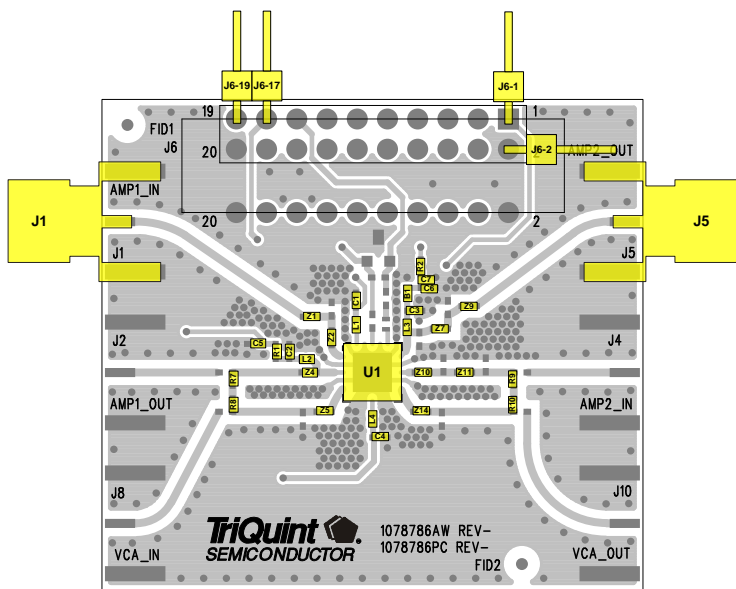 J6-19
J6-17
J6-1
19
1
FID1
J6
20
2
J6-2
AMP2_OUT
AMP1_IN
20
2
J1
J5
J1
J5
R2
C7
C6
B1
C1
C3
Z9
Z1
L1
L3
Z7
J2
Z2
J4
C5
R1
C2
L2
Z4
U1
Z10
Z11
R7
R9
AMP1_OUT
R8
Z5
L4
Z14
R10
AMP2_IN
C4
J8
J10
TriQuint
SEMICONDUCTOR
1078786AW REV-
1078786PC REV-
VCA_IN
FID2
VCA_OUT